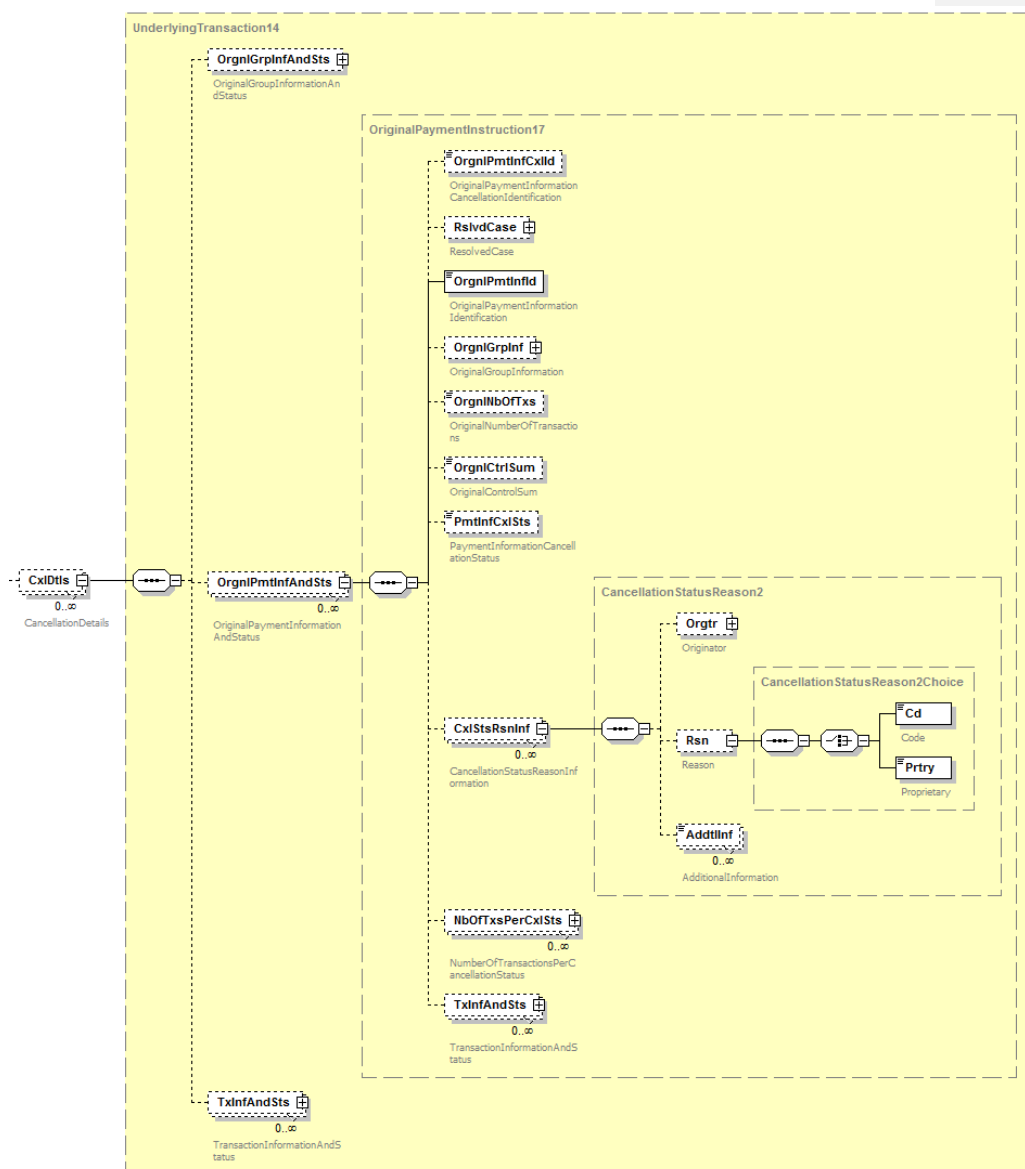 UnderlyingTransaction14
OrgnlGrpInfAndSts
OriginalGroupInformationAn
dStatus
OriginalPaymentInstruction17
OrgnlPmtInfCxlId
OriginalPaymentInformation
CancellationIdentification
RslvdCase
ResolvedCase
OrgnlPmtInfId
OriginalPaymentInformation
Identification
OrgnlGrpInf
OriginalGroupInformation
OrgnlNbOfTxs
OriginalNumberOfTransactio
ns
OrgnlCtrlSum
OriginalControlSum
PmtInfCxlSts
PaymentInformationCancell
ationStatus
CxlDtls
0..∞
CancellationDetails
OrgnlPmtInfAndSts
0..∞
OriginalPaymentInformation
AndStatus
CancellationStatusReason2
Orgtr
Originator
CancellationStatusReason2Choice
Cd
Code
CxlStsRsnInf
0..∞
CancellationStatusReasonInf
ormation
Rsn
Reason
Prtry
Proprietary
AddtlInf
0..∞
AdditionalInformation
NbOfTxsPerCxlSts
0..∞
NumberOfTransactionsPerC
ancellationStatus
TxInfAndSts
0..∞
TransactionInformationAndS
tatus
TxInfAndSts
0..∞
TransactionInformationAndS
tatus